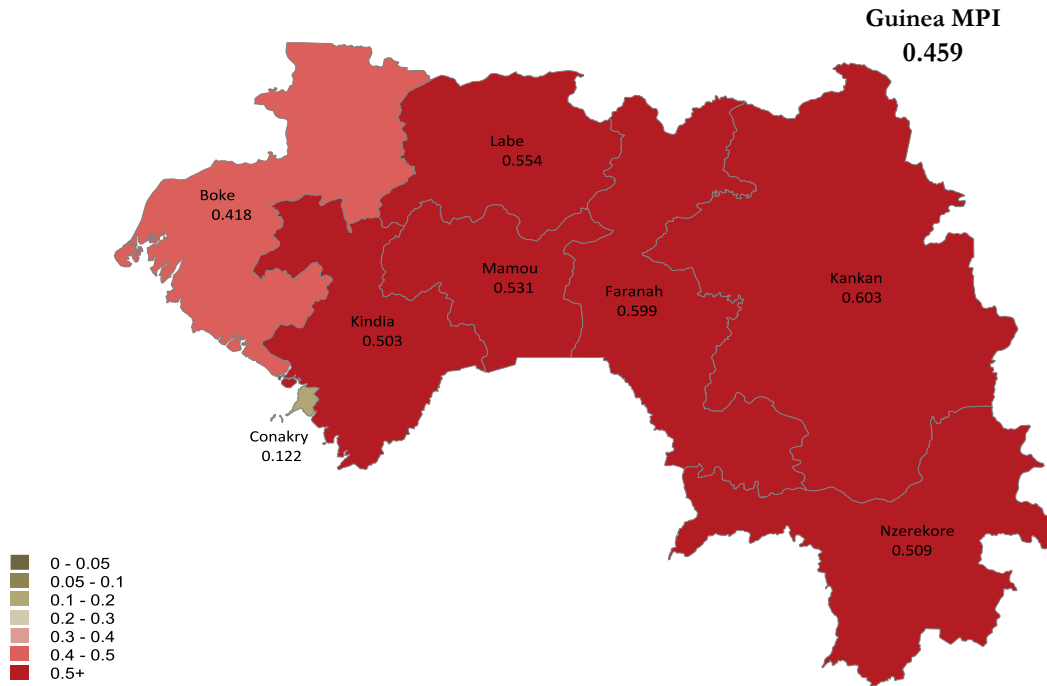 Guinea MPI
0.459
Labe
0.554
Boke
0.418
Mamou
0.531
Kankan
0.603
Faranah
0.599
Kindia
0.503
Conakry
0.122
Nzerekore
0.509
0 - 0.05
0.05 - 0.1
0.1 - 0.2
0.2 - 0.3
0.3 - 0.4
0.4 - 0.5
0.5+